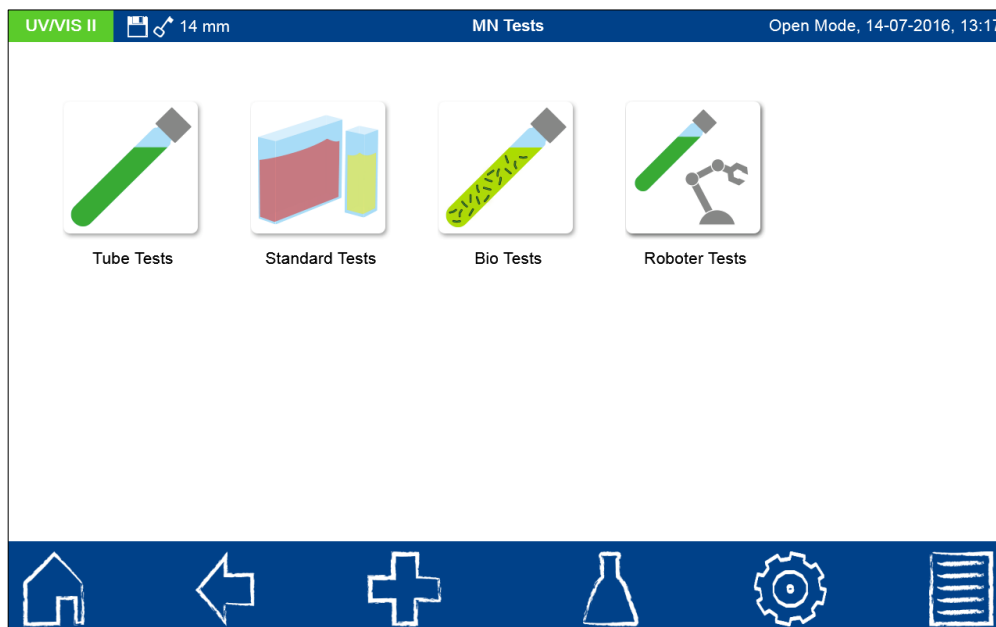 UV/VIS II 14 mm MN Tests Open Mode, 14-07-2016, 13:17
Tube Tests Standard Tests Bio Tests Roboter Tests